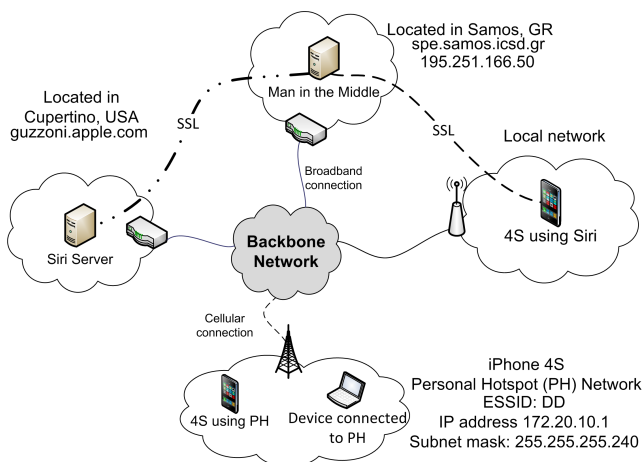 Located in Samos, GR
spe.samos.icsd.gr
195.251.166.50
Man in the Middle
Located in
Cupertino, USA
guzzoni.apple.com
SSL
SSL
Local network
Broadband
connection
Siri Server
Backbone
Network
4S using Siri
Cellular
connection
4S using PH
Device connected
to PH
iPhone 4S
Personal Hotspot (PH) Network
ESSID: DD
IP address 172.20.10.1
Subnet mask: 255.255.255.240